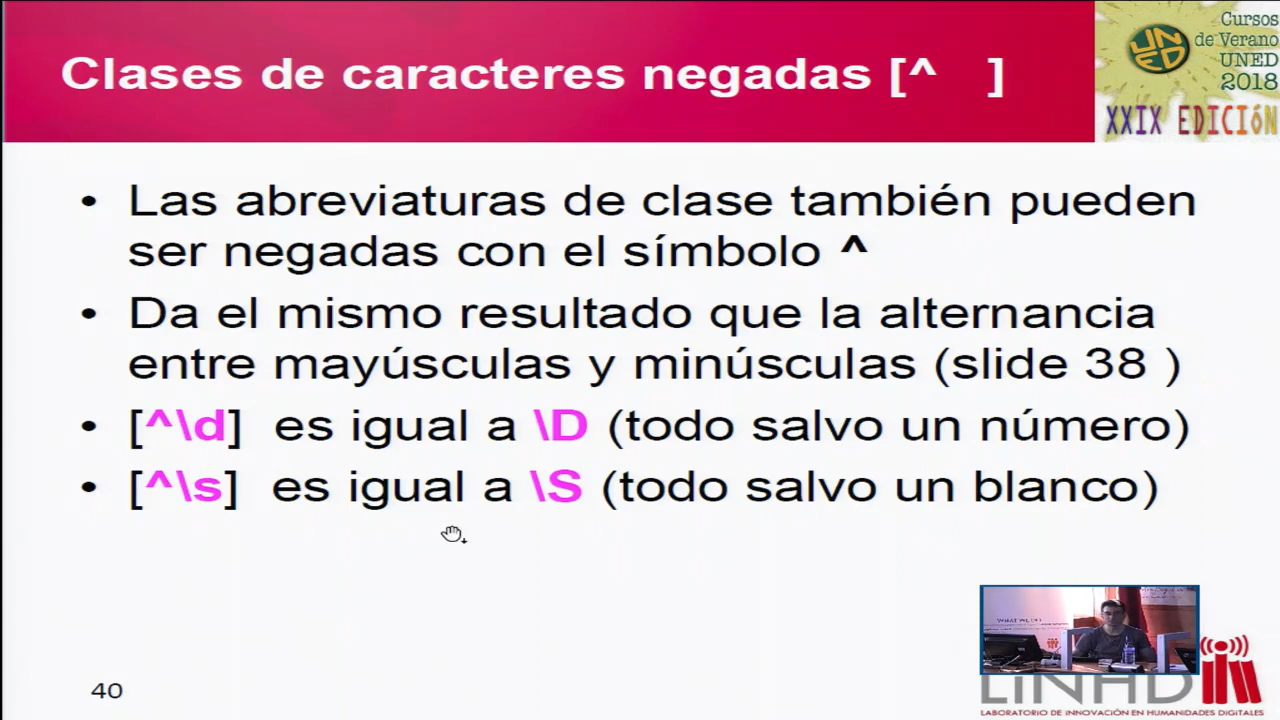 Clases de caracteres negadas [^ ]
Cursos
de Verano
UNED
2018
XXIX EDICIÓN
• Las abreviaturas de clase también pueden
ser negadas con el símbolo ^
• Da el mismo resultado que la alternancia
entre mayúsculas y minúsculas (slide 38 )
• [^\d] es igual a \D (todo salvo un número)
• [^\s] es igual a \S (todo salvo un blanco)
40
LINHD
LABORATORIO DE INNOVACIÓN EN HUMANIDADES DIGITALES